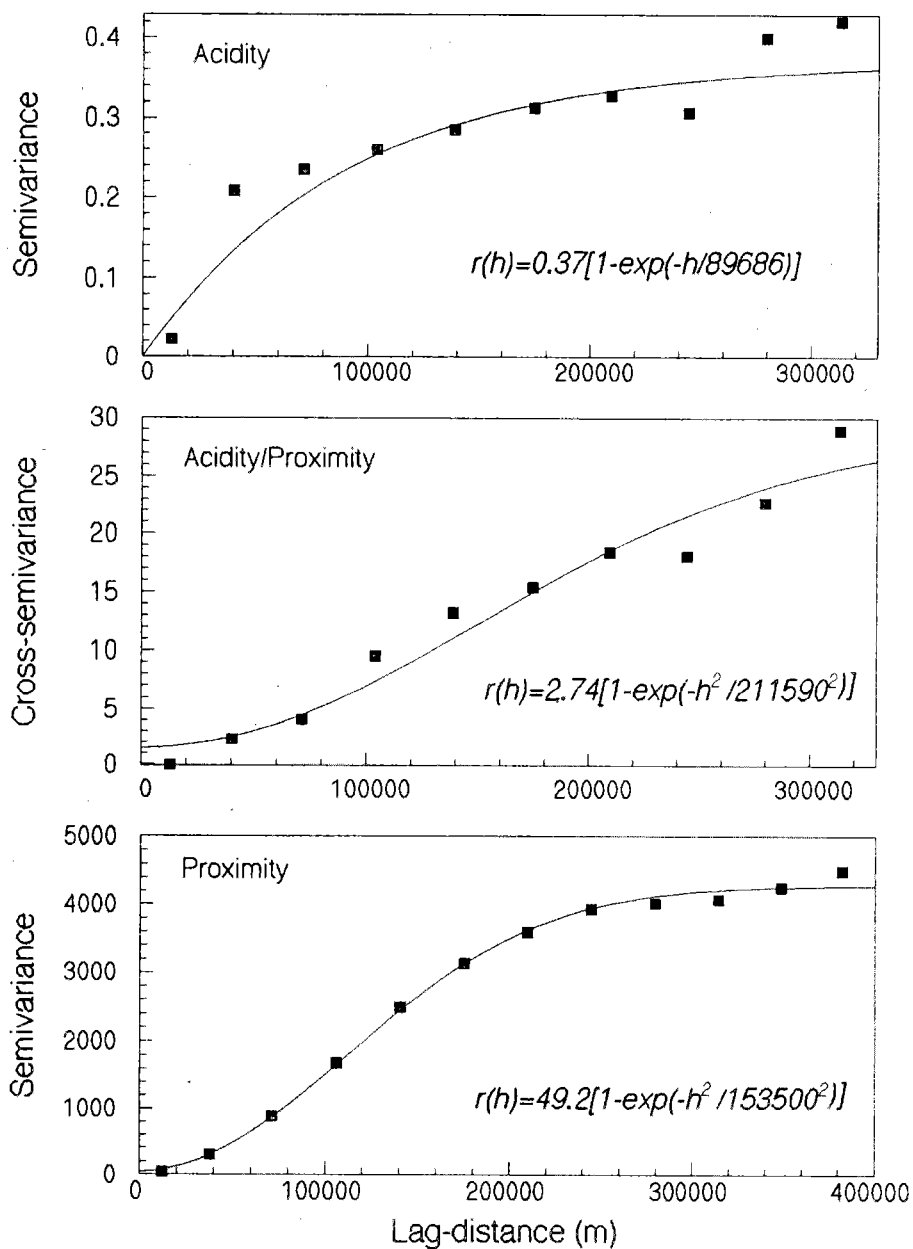 Acidity
Semivariance
0.4
0.3
0.2
0.1
0
r(h)=0.37[1-exp(-h/89686)]
0 100000 200000 300000
Acidity/Proximity
Cross-semivariance
30
25
20
15
10
5
0
r(h)=2.74[1-exp(-h²/211590²)]
0 100000 200000 300000
Proximity
Semivariance
5000
4000
3000
2000
1000
0
r(h)=49.2[1-exp(-h²/153500²)]
0 100000 200000 300000 400000
Lag-distance (m)